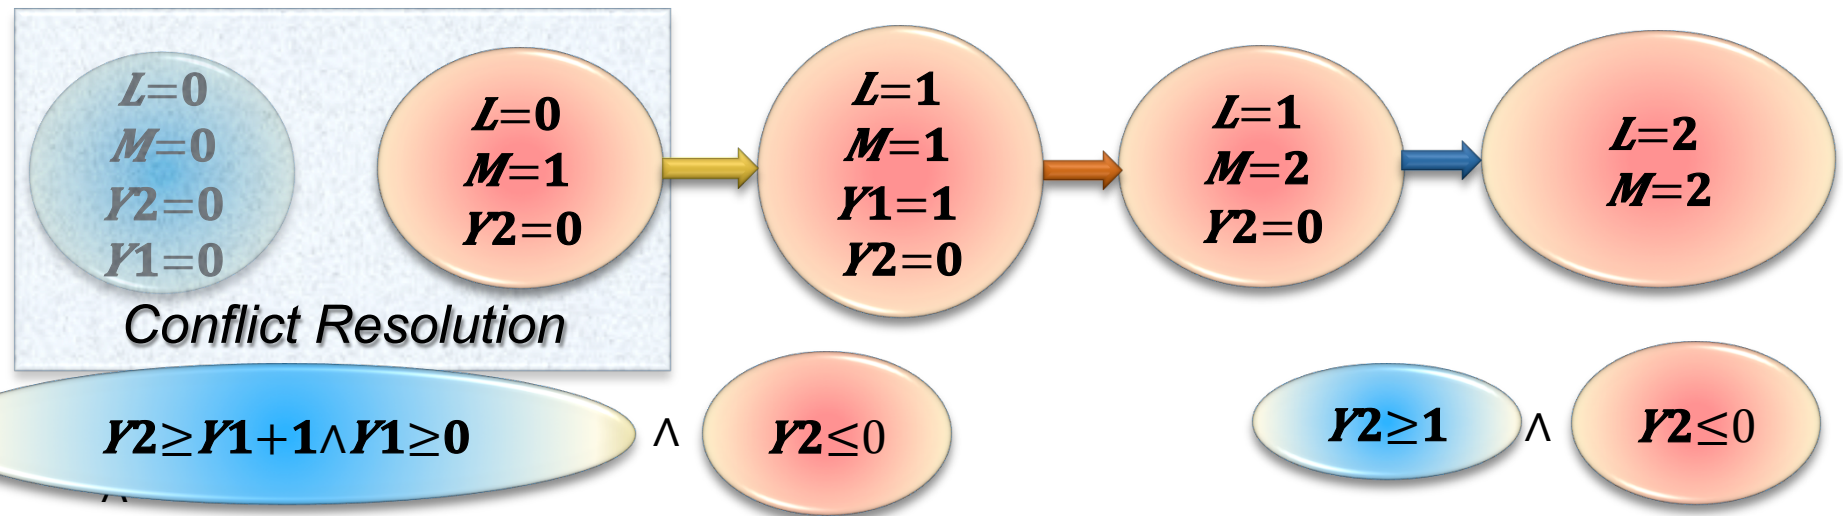 L=0
M=0
Y2=0
Y1=0
L=0
M=1
Y2=0
Conflict Resolution
L=1
M=1
Y1=1
Y2=0
L=1
M=2
Y2=0
L=2
M=2
Y2≥Y1+1∧Y1≥0
∧
Y2≤0
∧
Y2≥1
∧
Y2≤0